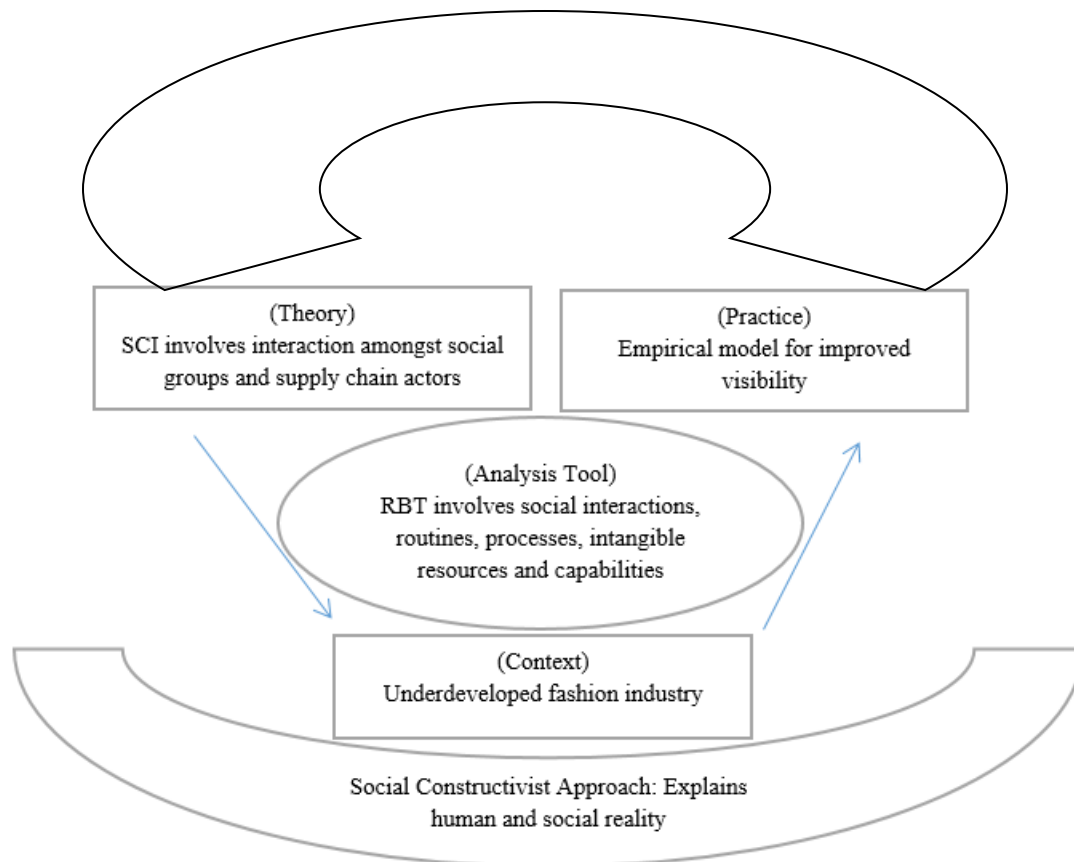 (Theory)
SCI involves interaction amongst social
groups and supply chain actors
(Practice)
Empirical model for improved
visibility
(Analysis Tool)
RBT involves social interactions,
routines, processes, intangible
resources and capabilities
(Context)
Underdeveloped fashion industry
Social Constructivist Approach: Explains
human and social reality